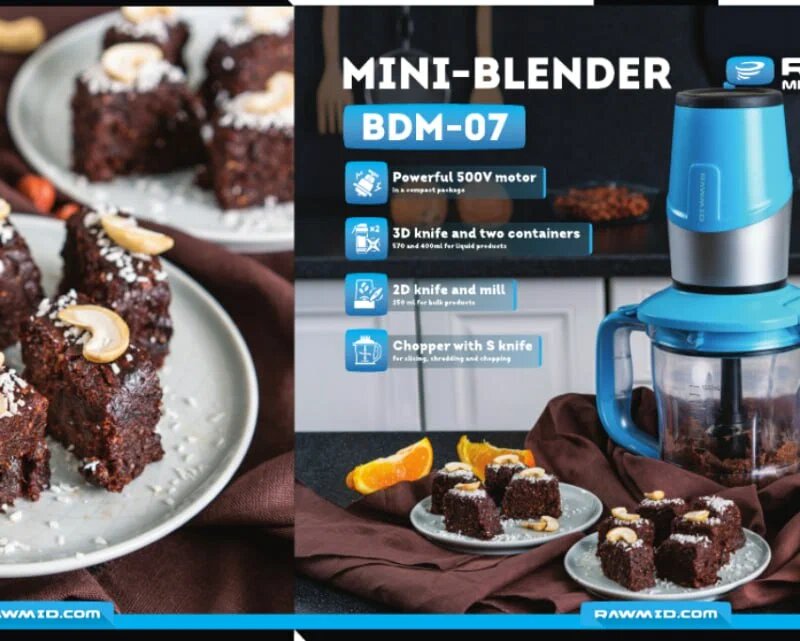 MINI-BLENDER
BDM-07
Powerful 500V motor
in a compact package
x2
3D knife and two containers
570 and 400ml for liquid products
2D knife and mill
250 ml for bulk products
Chopper with S knife
for slicing, shredding and chopping
RAWMID
RAWMID.COM